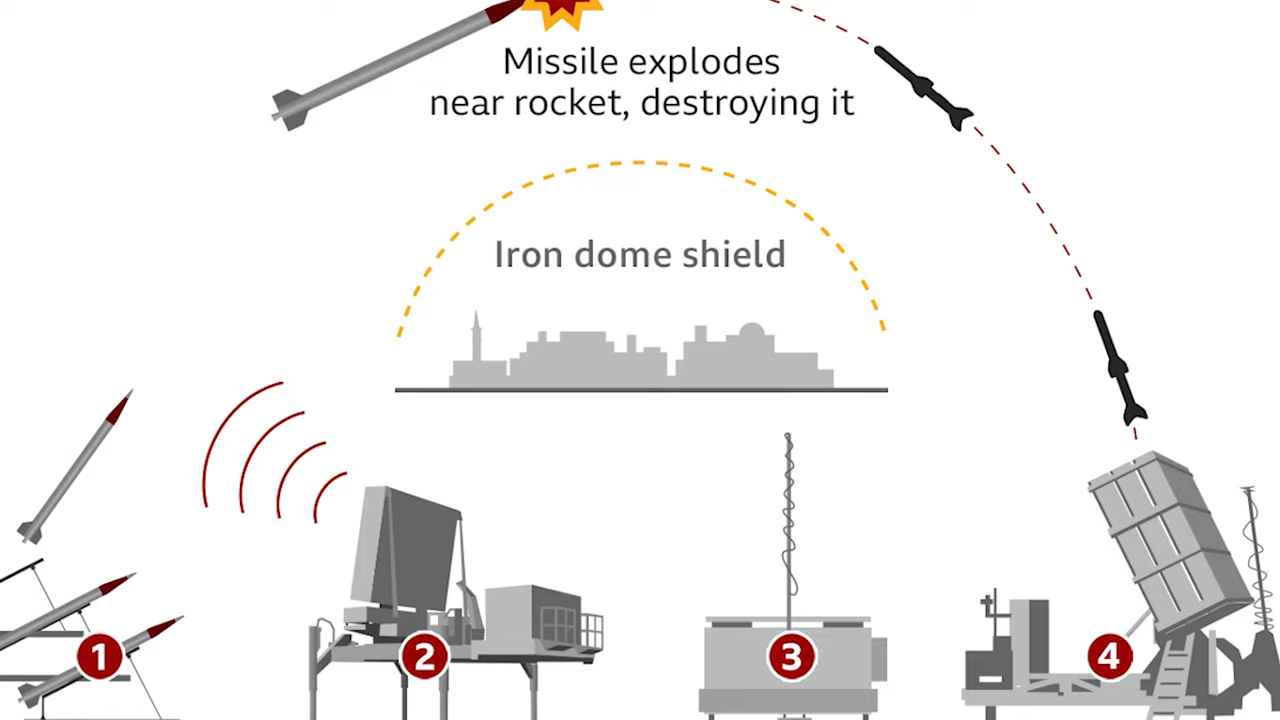 Missile explodes
near rocket, destroying it
Iron dome shield
1
2
3
4